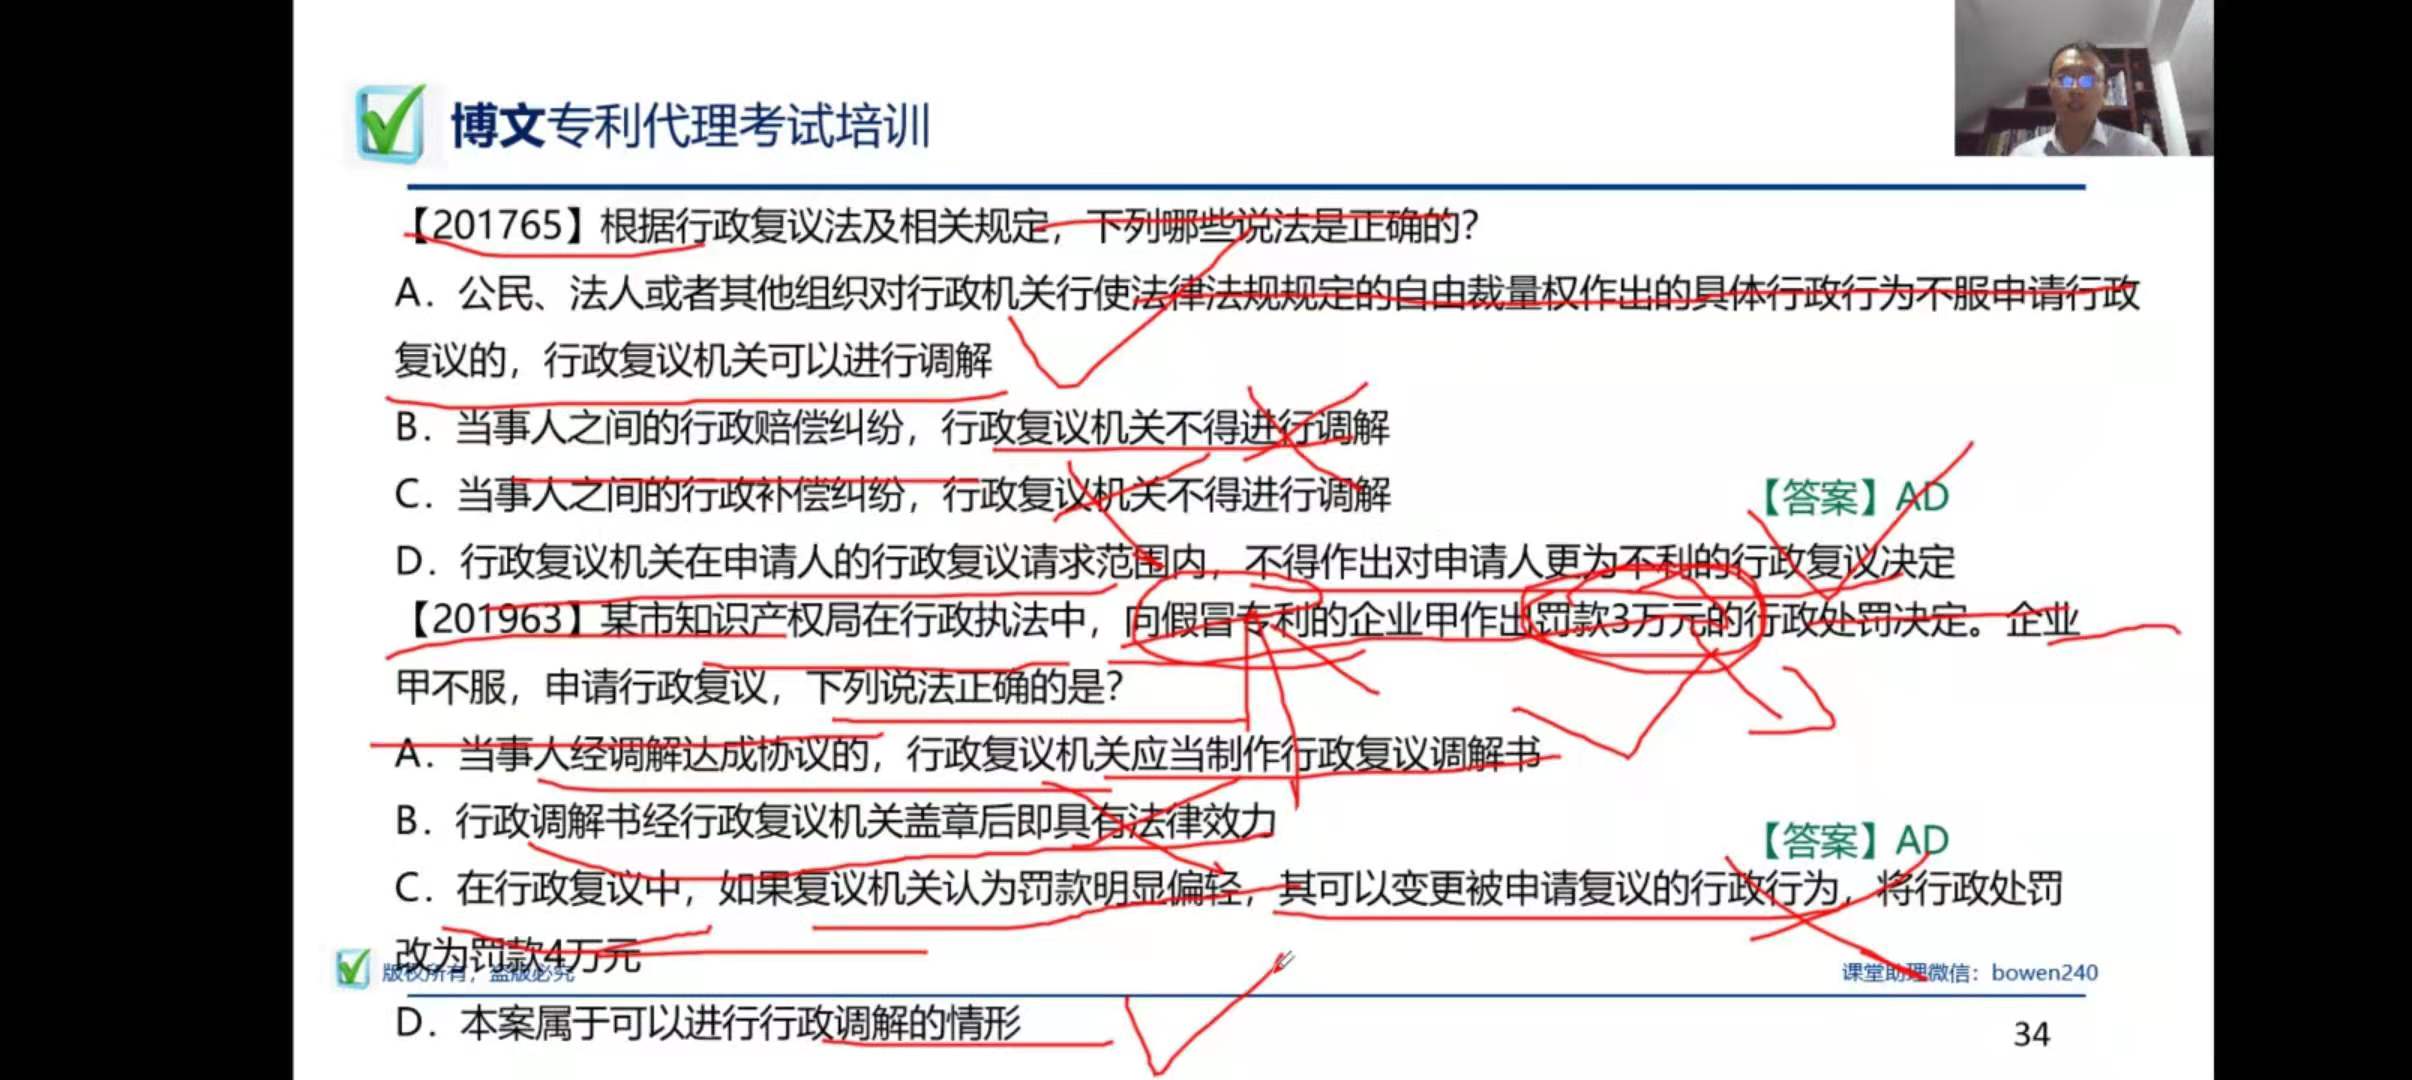 博文专利代理考试培训
【201765】根据行政复议法及相关规定，下列哪些说法是正确的？
A．公民、法人或者其他组织对行政机关行使法律法规规定的自由裁量权作出的具体行政行为不服申请行政
复议的，行政复议机关可以进行调解
B．当事人之间的行政赔偿纠纷，行政复议机关不得进行调解
C．当事人之间的行政补偿纠纷，行政复议机关不得进行调解
【答案】AD
D．行政复议机关在申请人的行政复议请求范围内，不得作出对申请人更为不利的行政复议决定
【201963】某市知识产权局在行政执法中，向假冒专利的企业甲作出罚款3万元的行政处罚决定。企业
甲不服，申请行政复议，下列说法正确的是？
A．当事人经调解达成协议的，行政复议机关应当制作行政复议调解书
B．行政调解书经行政复议机关盖章后即具有法律效力
【答案】AD
C．在行政复议中，如果复议机关认为罚款明显偏轻，其可以变更被申请复议的行政行为，将行政处罚
改为罚款4万元
版权所有，盗版必究
课堂助理微信：bowen240
D．本案属于可以进行行政调解的情形
34